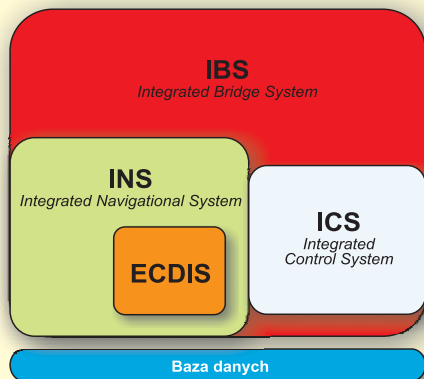 IBS
Integrated Bridge System
INS
Integrated Navigational System
ECDIS
ICS
Integrated
Control System
Baza danych